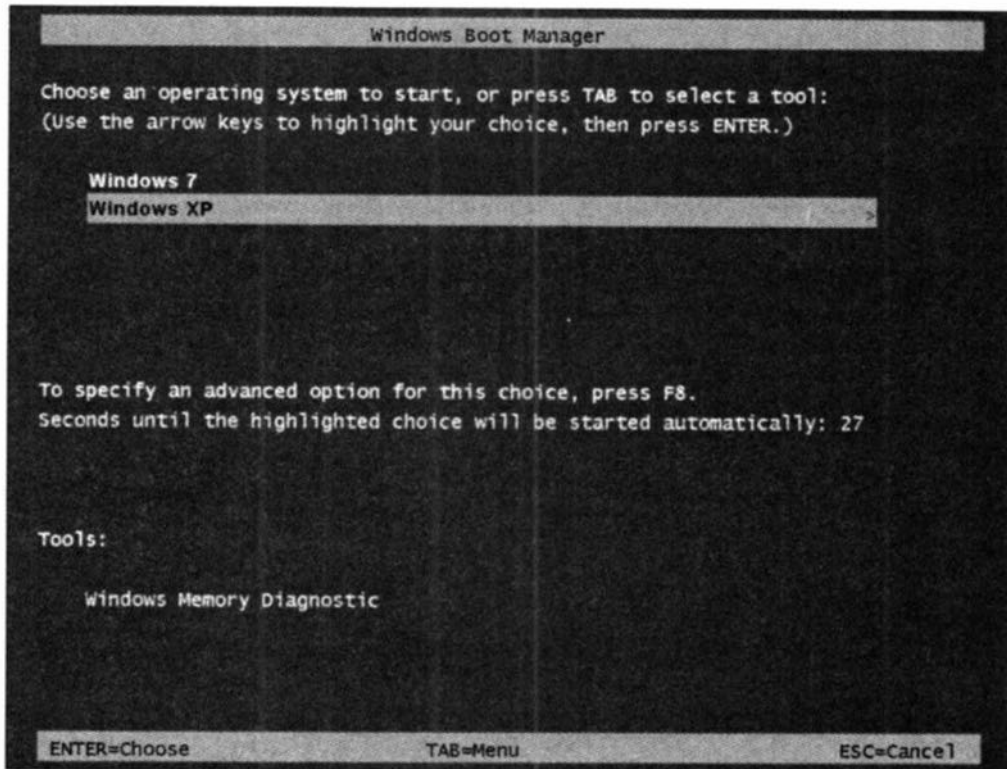 Windows Boot Manager
Choose an operating system to start, or press TAB to select a tool:
(Use the arrow keys to highlight your choice, then press ENTER.)
Windows 7
Windows XP >
To specify an advanced option for this choice, press F8.
Seconds until the highlighted choice will be started automatically: 27
Tools:
Windows Memory Diagnostic
ENTER=Choose TAB=Menu ESC=Cancel